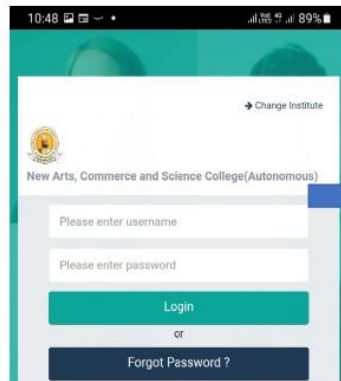 10:48
89%
Change Institute
New Arts, Commerce and Science College(Autonomous)
Please enter username
Please enter password
Login
or
Forgot Password ?